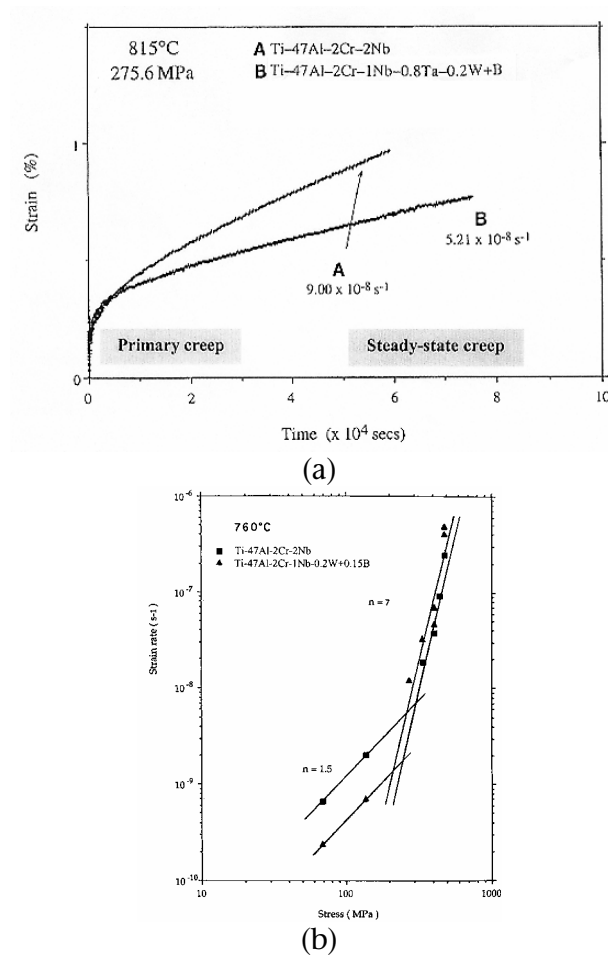 815°C
275.6 MPa
A Ti–47Al–2Cr–2Nb
B Ti–47Al–2Cr–1Nb–0.8Ta–0.2W+B
1
Strain (%)
B
5.21 x 10-8 s-1
A
9.00 x 10-8 s-1
Primary creep
Steady-state creep
0
0
2
4
6
8
10
Time (x 10⁴ secs)
(a)
10-6
760°C
■ Ti-47Al-2Cr-2Nb
▲ Ti-47Al-2Cr-1Nb-0.2W+0.15B
10-7
n = 7
Strain rate ( s-1)
10-8
n = 1.5
10-9
10-10
10
100
1000
Stress ( MPa )
(b)